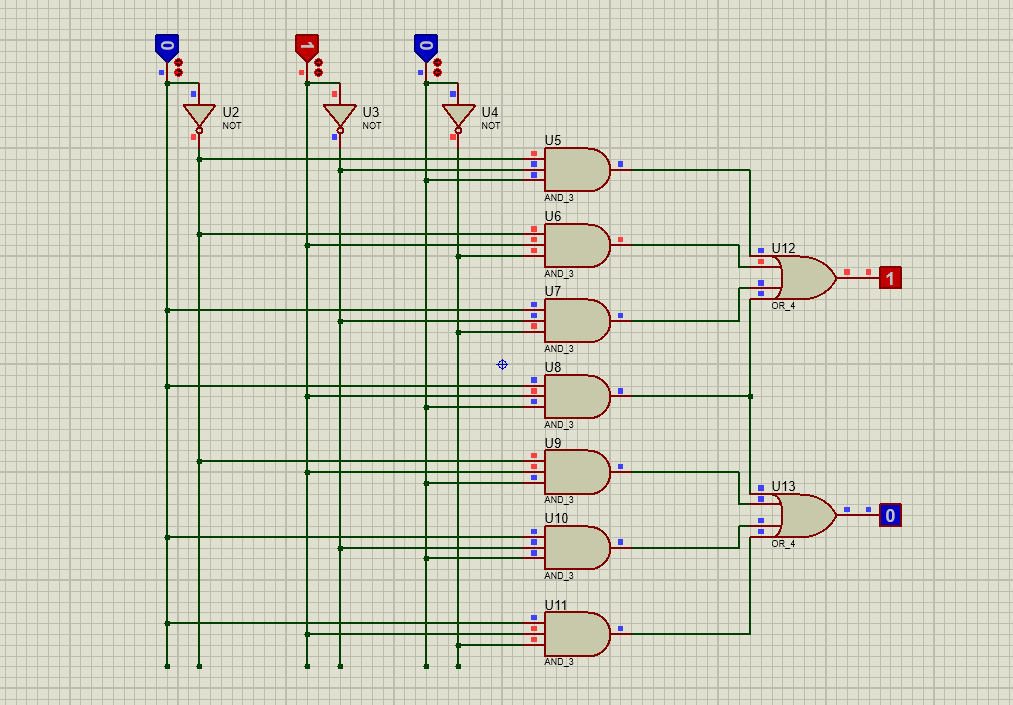 0
1
0
U2
NOT
U3
NOT
U4
NOT
U5
AND_3
U6
AND_3
U12
OR_4
1
U7
AND_3
U8
AND_3
U9
AND_3
U13
OR_4
0
U10
AND_3
U11
AND_3